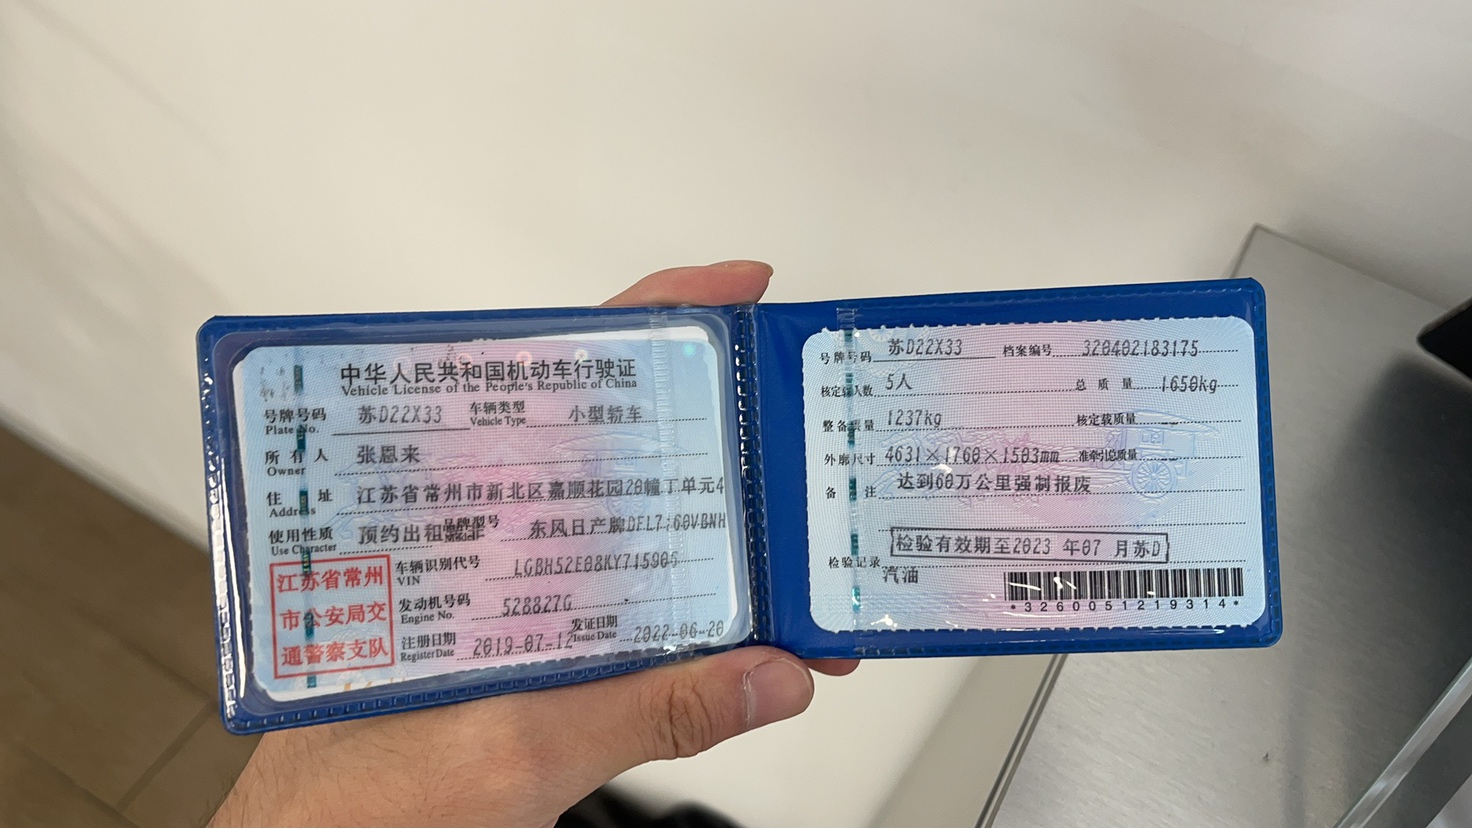 中华人民共和国机动车行驶证
Vehicle License of the People's Republic of China
号牌号码 苏D22X33 车辆类型 小型轿车
Plate No. Vehicle Type
所有人 张恩来
Owner
住址 江苏省常州市新北区嘉顺花园20幢丁单元4
Address
使用性质 预约出租 品牌型号 东风日产牌DFL7;60VBNH
Use Character
江苏省常州
市公安局交
通警察支队
车辆识别代号 LGBH52E08KY715905
VIN
发动机号码 528827G
Engine No.
注册日期 2019-07-12 发证日期 2022-06-20
Register Date Issue Date
号牌号码 苏D22X33 档案编号 320402183175
核定载人数 5人 总质量 1650kg
整备质量 1237kg 核定载质量
外廓尺寸 4631×1760×1503mm 准牵引总质量
备注 达到60万公里强制报废
检验有效期至2023 年07 月苏D
检验记录 汽油
*3260051219314*